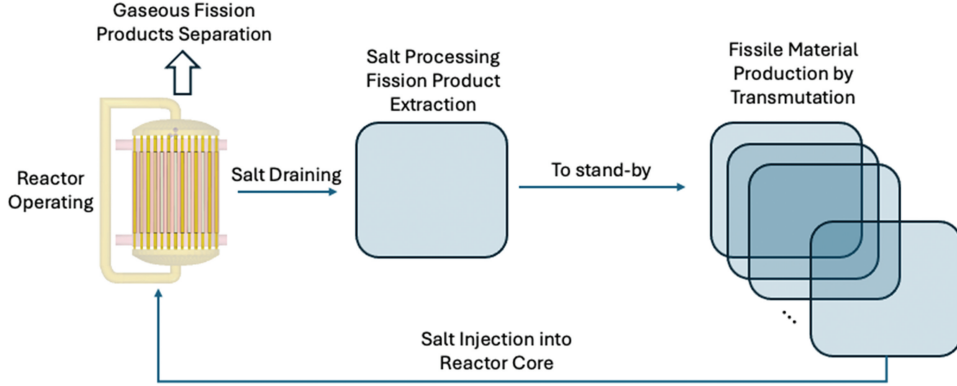 Gaseous Fission
Products Separation
Salt Processing
Fission Product
Extraction
Fissile Material
Production by
Transmutation
Reactor
Operating
Salt Draining
To stand-by
Salt Injection into
Reactor Core